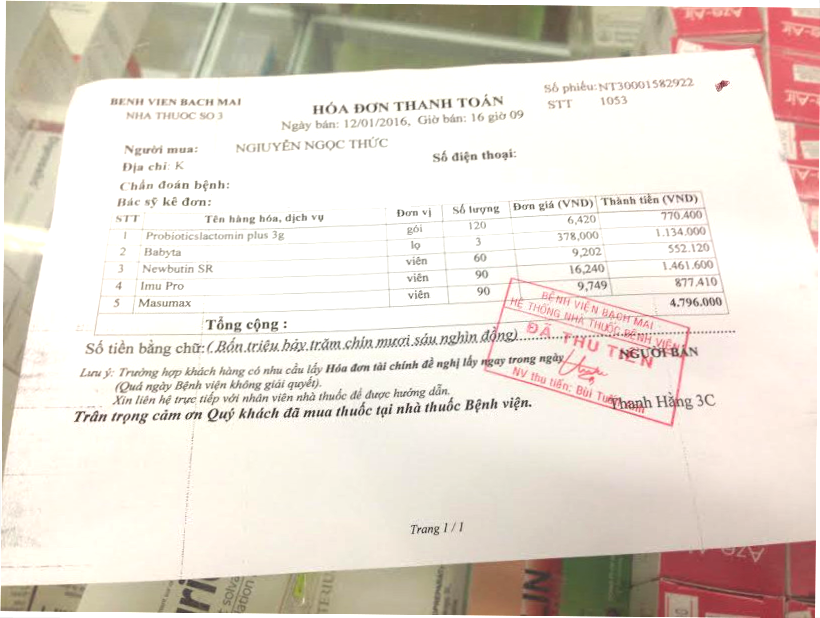 BENH VIEN BACH MAI
NHA THUOC SO 3
HÓA ĐƠN THANH TOÁN
Ngày bán: 12/01/2016, Giờ bán: 16 giờ 09
Số phiếu:NT30001582922
STT 1053
Người mua: NGIUYỄN NGỌC THỨC
Địa chỉ: K
Số điện thoại:
Chẩn đoán bệnh:
Bác sỹ kê đơn:
STT Tên hàng hóa, dịch vụ Đơn vị Số lượng Đơn giá (VND) Thành tiền (VND)
1 Probioticslactomin plus 3g gói 120 6,420 770.400
2 Babyta lọ 3 378,000 1.134.000
3 Newbutin SR viên 60 9,202 552.120
4 Imu Pro viên 90 16,240 1.461.600
5 Masumax viên 90 9,749 877.410
Tổng cộng : 4.796.000
Số tiền bằng chữ:( Bốn triệu bảy trăm chín mươi sáu nghìn đồng)
Lưu ý: Trường hợp khách hàng có nhu cầu lấy Hóa đơn tài chính đề nghị lấy ngay trong ngày
(Quá ngày Bệnh viện không giải quyết).
Xin liên hệ trực tiếp với nhân viên nhà thuốc để được hướng dẫn.
Trân trọng cảm ơn Quý khách đã mua thuốc tại nhà thuốc Bệnh viện.
BỆNH VIỆN BẠCH MAI
HỆ THỐNG NHÀ THUỐC BỆNH VIỆN
ĐÃ THU TIỀN
NV thu tiền: Bùi
NGƯỜI BÁN
Thanh Hằng 3C
Trang 1 / 1